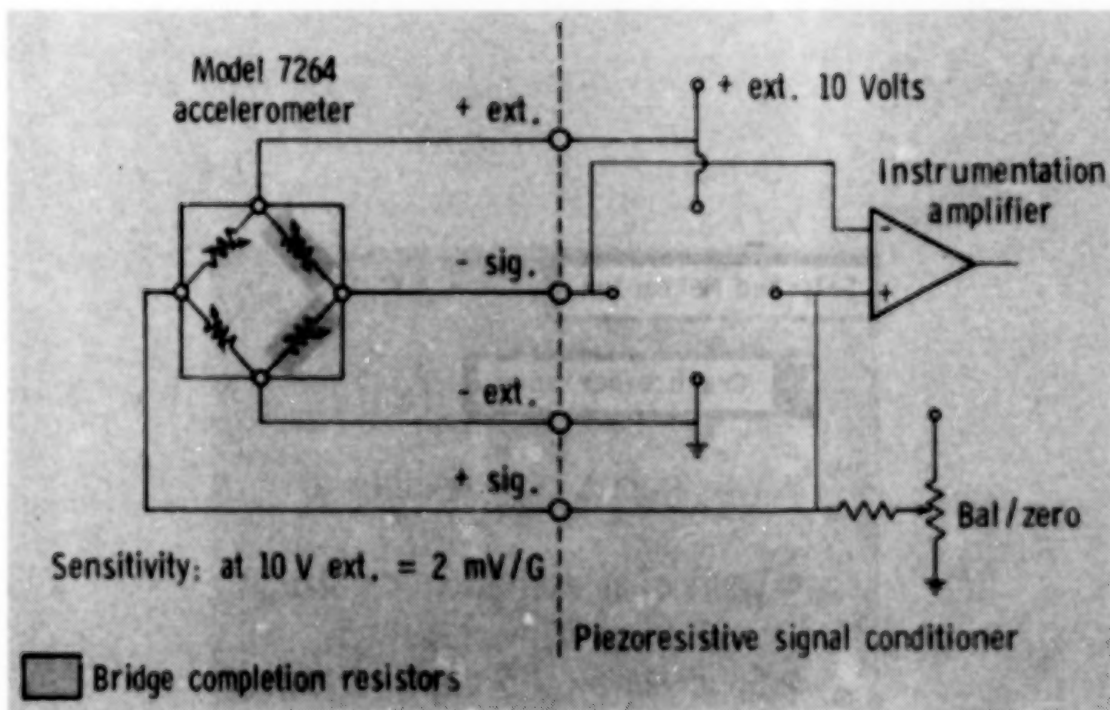 Model 7264
accelerometer
+ ext.
+ ext. 10 Volts
Instrumentation
amplifier
-
- sig.
+
- ext.
+ sig.
Bal/zero
Sensitivity: at 10 V ext. = 2 mV/G
Piezoresistive signal conditioner
Bridge completion resistors